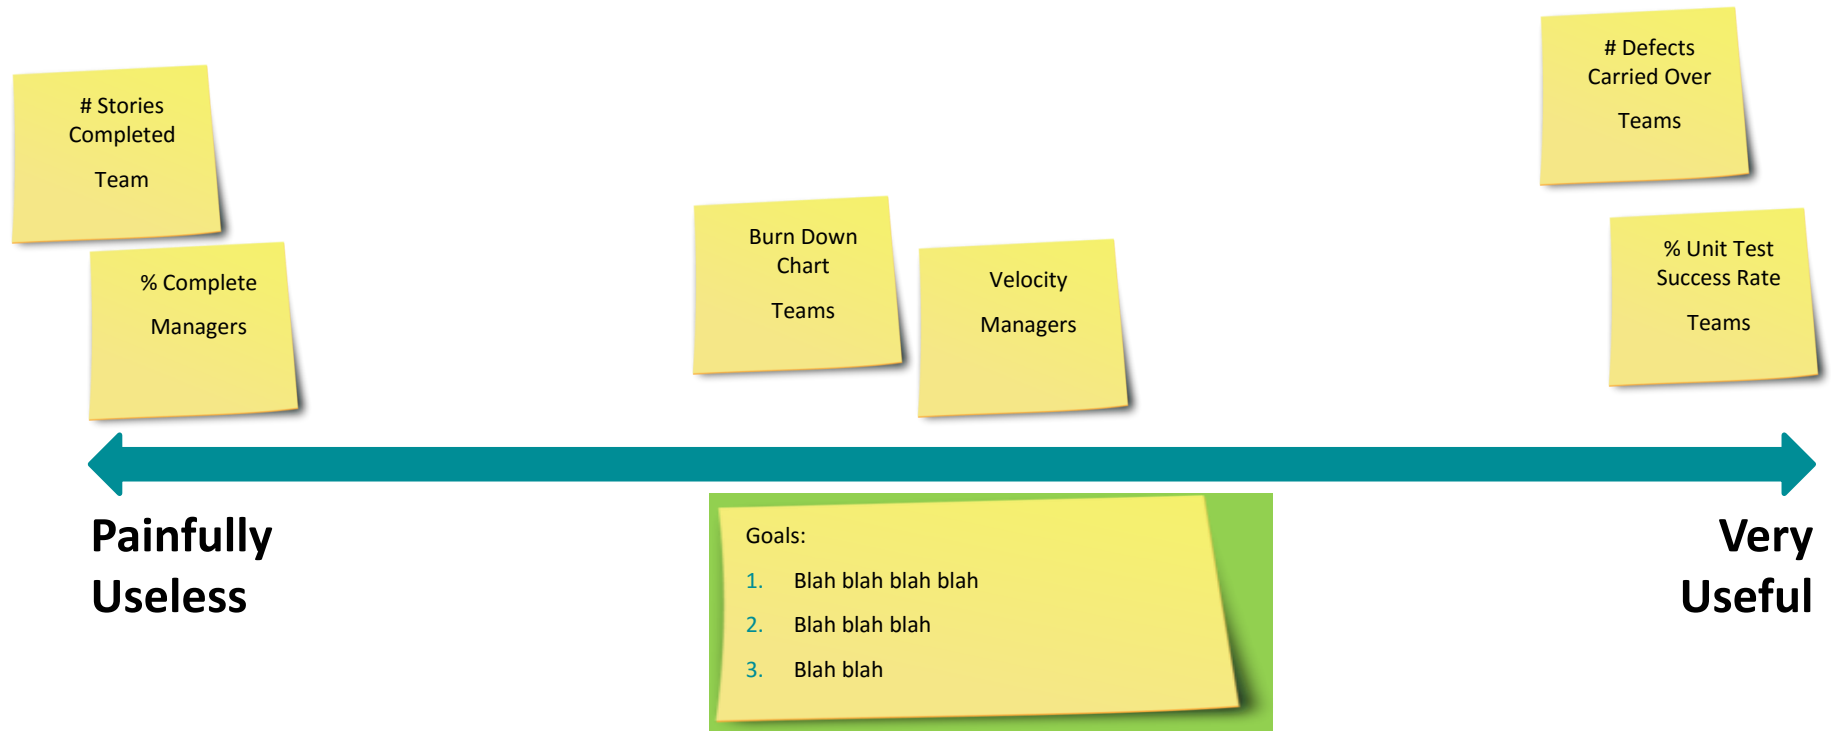 # Stories
Completed
Team
% Complete
Managers
Burn Down
Chart
Teams
Velocity
Managers
# Defects
Carried Over
Teams
% Unit Test
Success Rate
Teams
Painfully
Useless
Goals:
1. Blah blah blah blah
2. Blah blah blah
3. Blah blah
Very
Useful